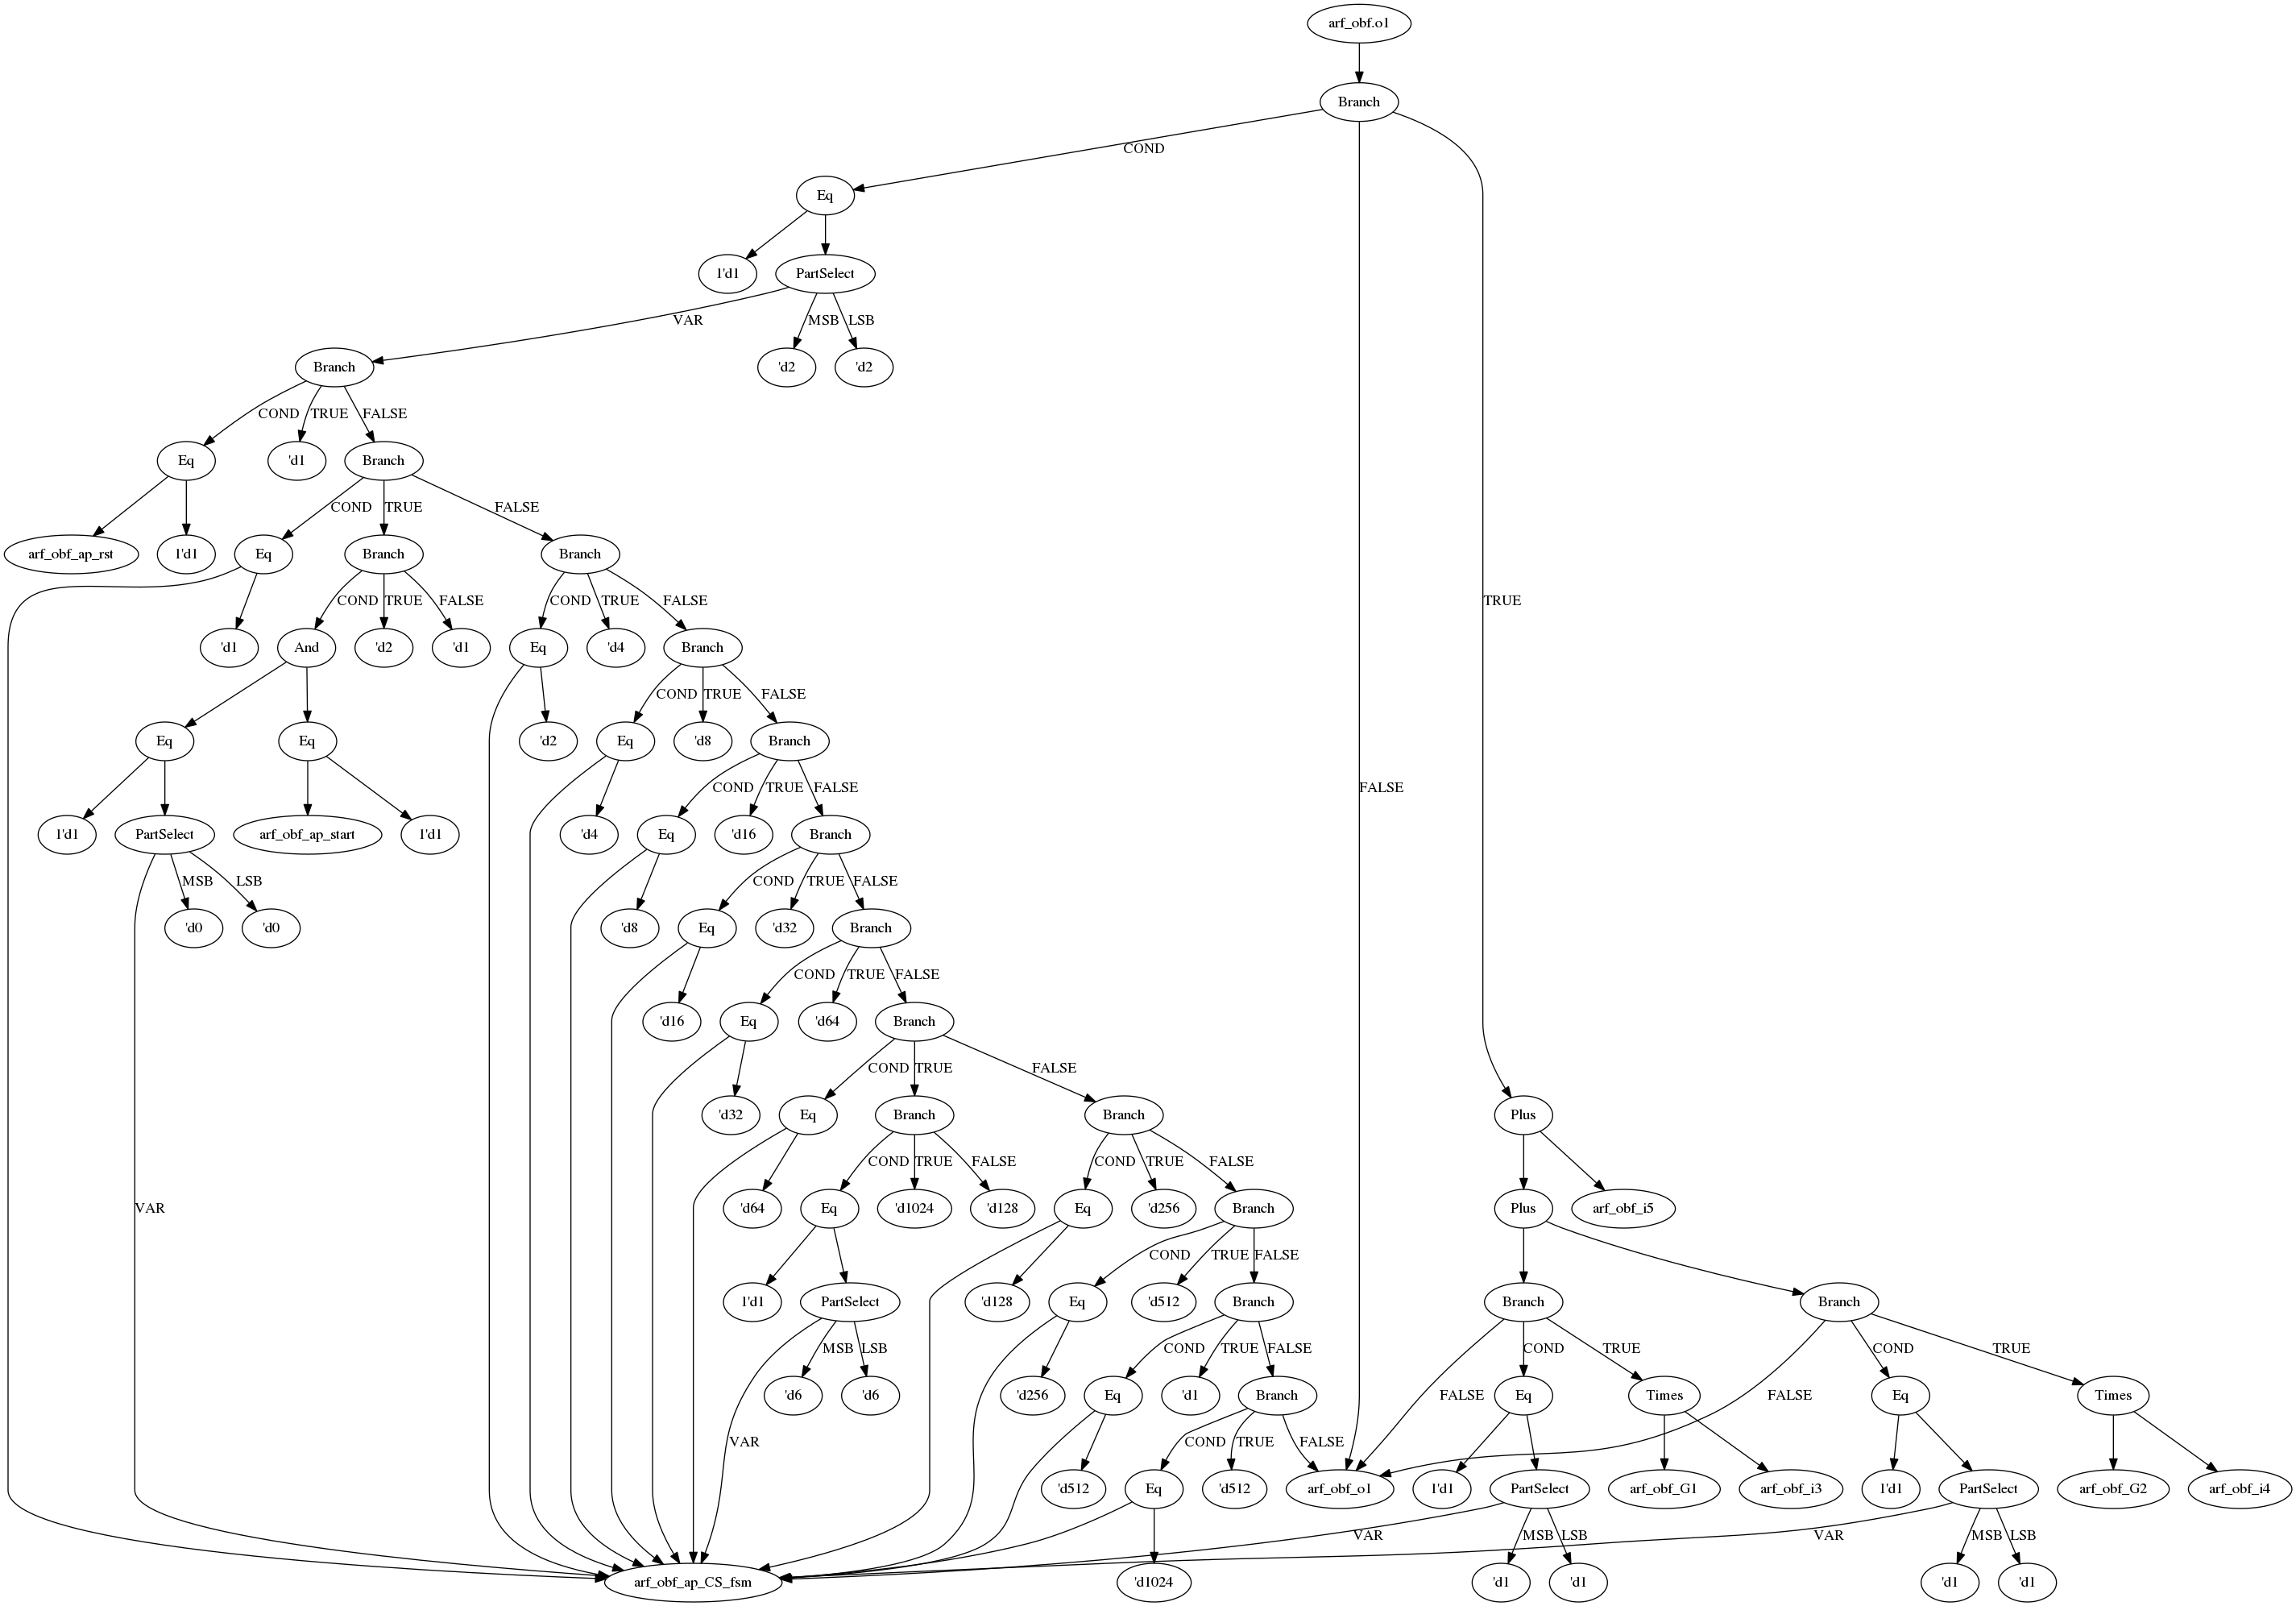 arf_obf.o1
Branch
COND
Eq
1'd1
PartSelect
VAR
MSB
LSB
Branch
'd2
'd2
COND
TRUE
FALSE
Eq
'd1
Branch
COND
TRUE
FALSE
arf_obf_ap_rst
1'd1
Eq
Branch
Branch
COND
TRUE
FALSE
COND
TRUE
FALSE
TRUE
'd1
And
'd2
'd1
Eq
'd4
Branch
COND
TRUE
FALSE
Eq
Eq
'd2
Eq
'd8
Branch
COND
TRUE
FALSE
FALSE
1'd1
PartSelect
arf_obf_ap_start
1'd1
'd4
Eq
'd16
Branch
MSB
LSB
COND
TRUE
FALSE
'd0
'd0
'd8
Eq
'd32
Branch
COND
TRUE
FALSE
'd16
Eq
'd64
Branch
COND
TRUE
FALSE
'd32
Eq
Branch
Branch
Plus
COND
TRUE
FALSE
COND
TRUE
FALSE
VAR
'd64
Eq
'd1024
'd128
Eq
'd256
Branch
Plus
arf_obf_i5
COND
TRUE
FALSE
1'd1
PartSelect
'd128
Eq
'd512
Branch
Branch
Branch
MSB
LSB
COND
TRUE
FALSE
COND
TRUE
COND
TRUE
'd6
'd6
'd256
Eq
'd1
Branch
FALSE
Eq
Times
FALSE
Eq
Times
VAR
COND
TRUE
FALSE
'd512
Eq
'd512
arf_obf_o1
1'd1
PartSelect
arf_obf_G1
arf_obf_i3
1'd1
PartSelect
arf_obf_G2
arf_obf_i4
VAR
MSB
LSB
VAR
MSB
LSB
arf_obf_ap_CS_fsm
'd1024
'd1
'd1
'd1
'd1